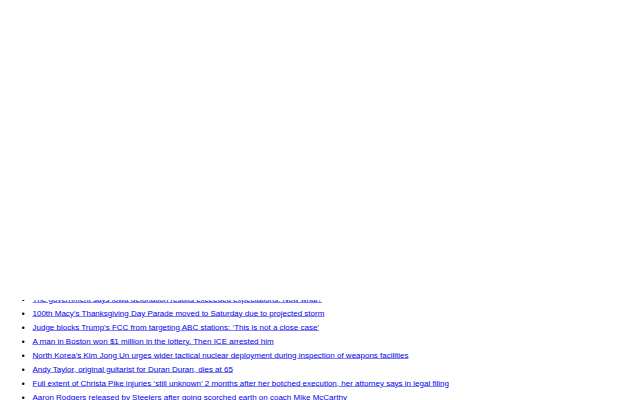 100th Macy's Thanksgiving Day Parade moved to Saturday due to projected storm
Judge blocks Trump's FCC from targeting ABC stations: 'This is not a close case'
A man in Boston won $1 million in the lottery. Then ICE arrested him
North Korea's Kim Jong Un urges wider tactical nuclear deployment during inspection of weapons facilities
Andy Taylor, original guitarist for Duran Duran, dies at 65
Full extent of Christa Pike injuries 'still unknown' 2 months after her botched execution, her attorney says in legal filing
Aaron Rodgers released by Steelers after going scorched earth on coach Mike McCarthy